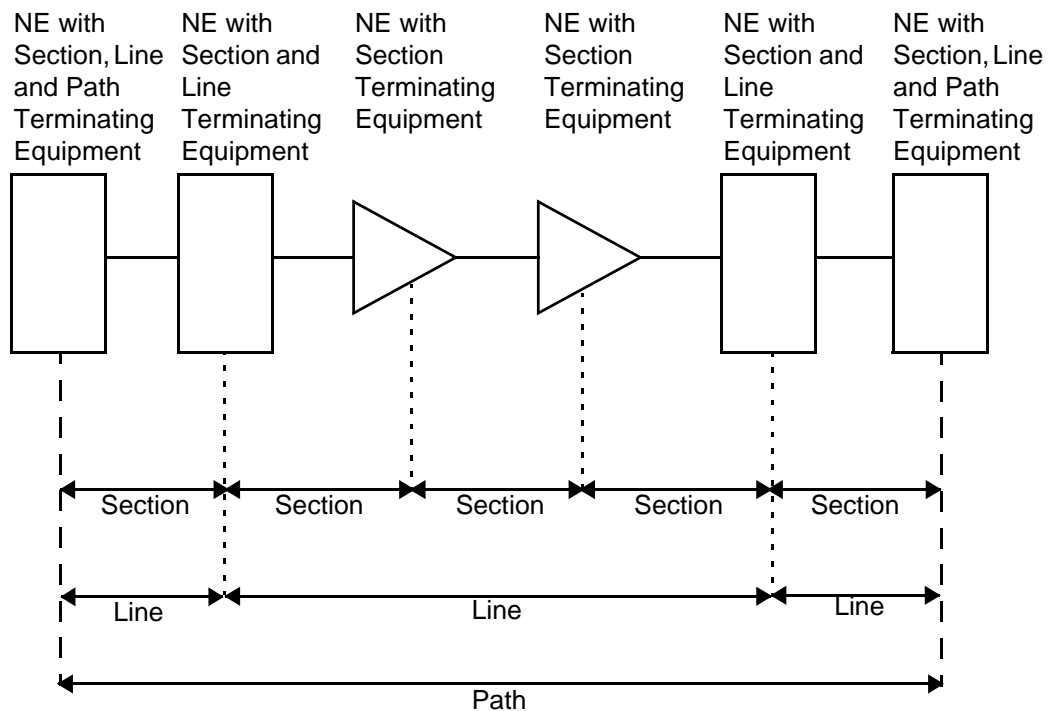 NE with
Section, Line
and Path
Terminating
Equipment
NE with
Section and
Line
Terminating
Equipment
NE with
Section
Terminating
Equipment
NE with
Section
Terminating
Equipment
NE with
Section and
Line
Terminating
Equipment
NE with
Section, Line
and Path
Terminating
Equipment
Section
Section
Section
Section
Section
Line
Line
Line
Path